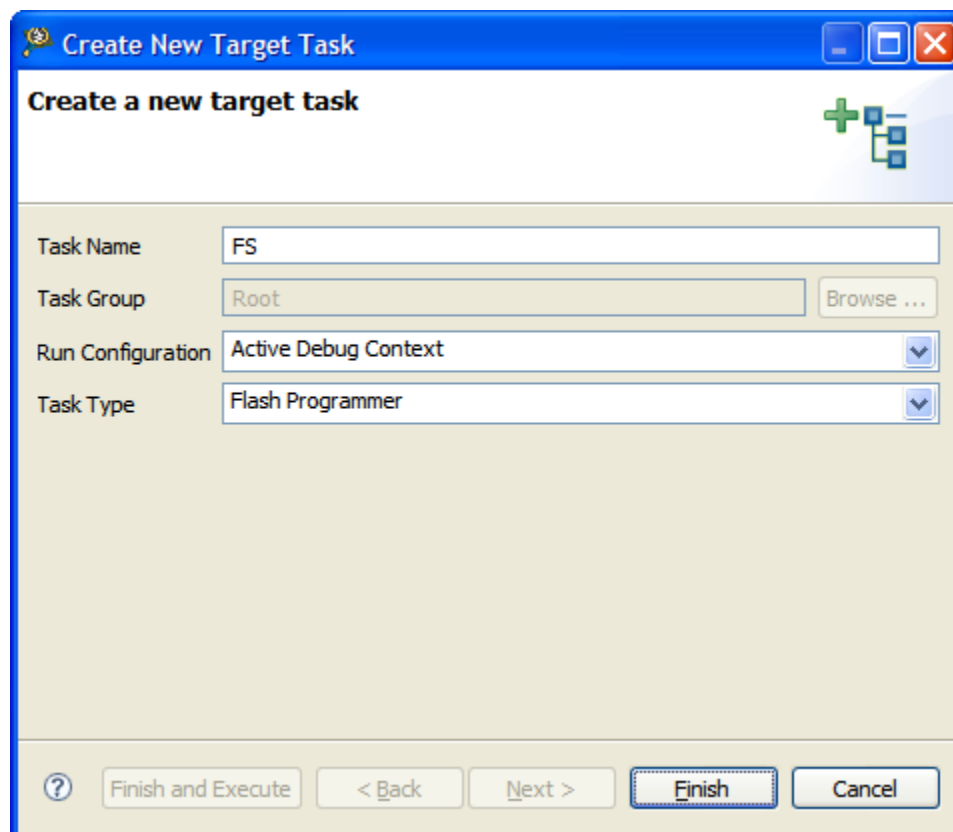 Create New Target Task
Create a new target task
Task Name FS
Task Group Root Browse ...
Run Configuration Active Debug Context
Task Type Flash Programmer
? Finish and Execute < Back Next > Finish Cancel